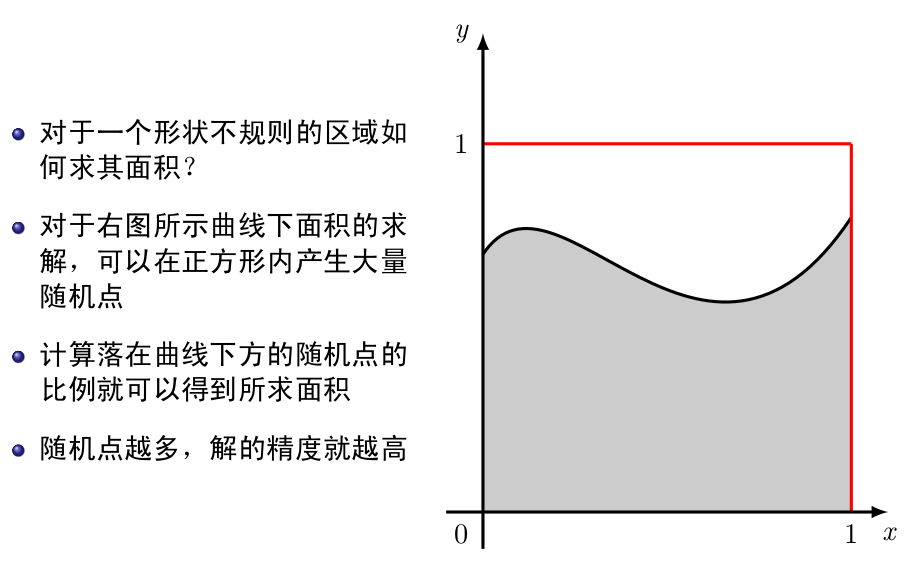 对于一个形状不规则的区域如
何求其面积？
对于右图所示曲线下面积的求
解，可以在正方形内产生大量
随机点
计算落在曲线下方的随机点的
比例就可以得到所求面积
随机点越多，解的精度就越高
y
1
0
1
x